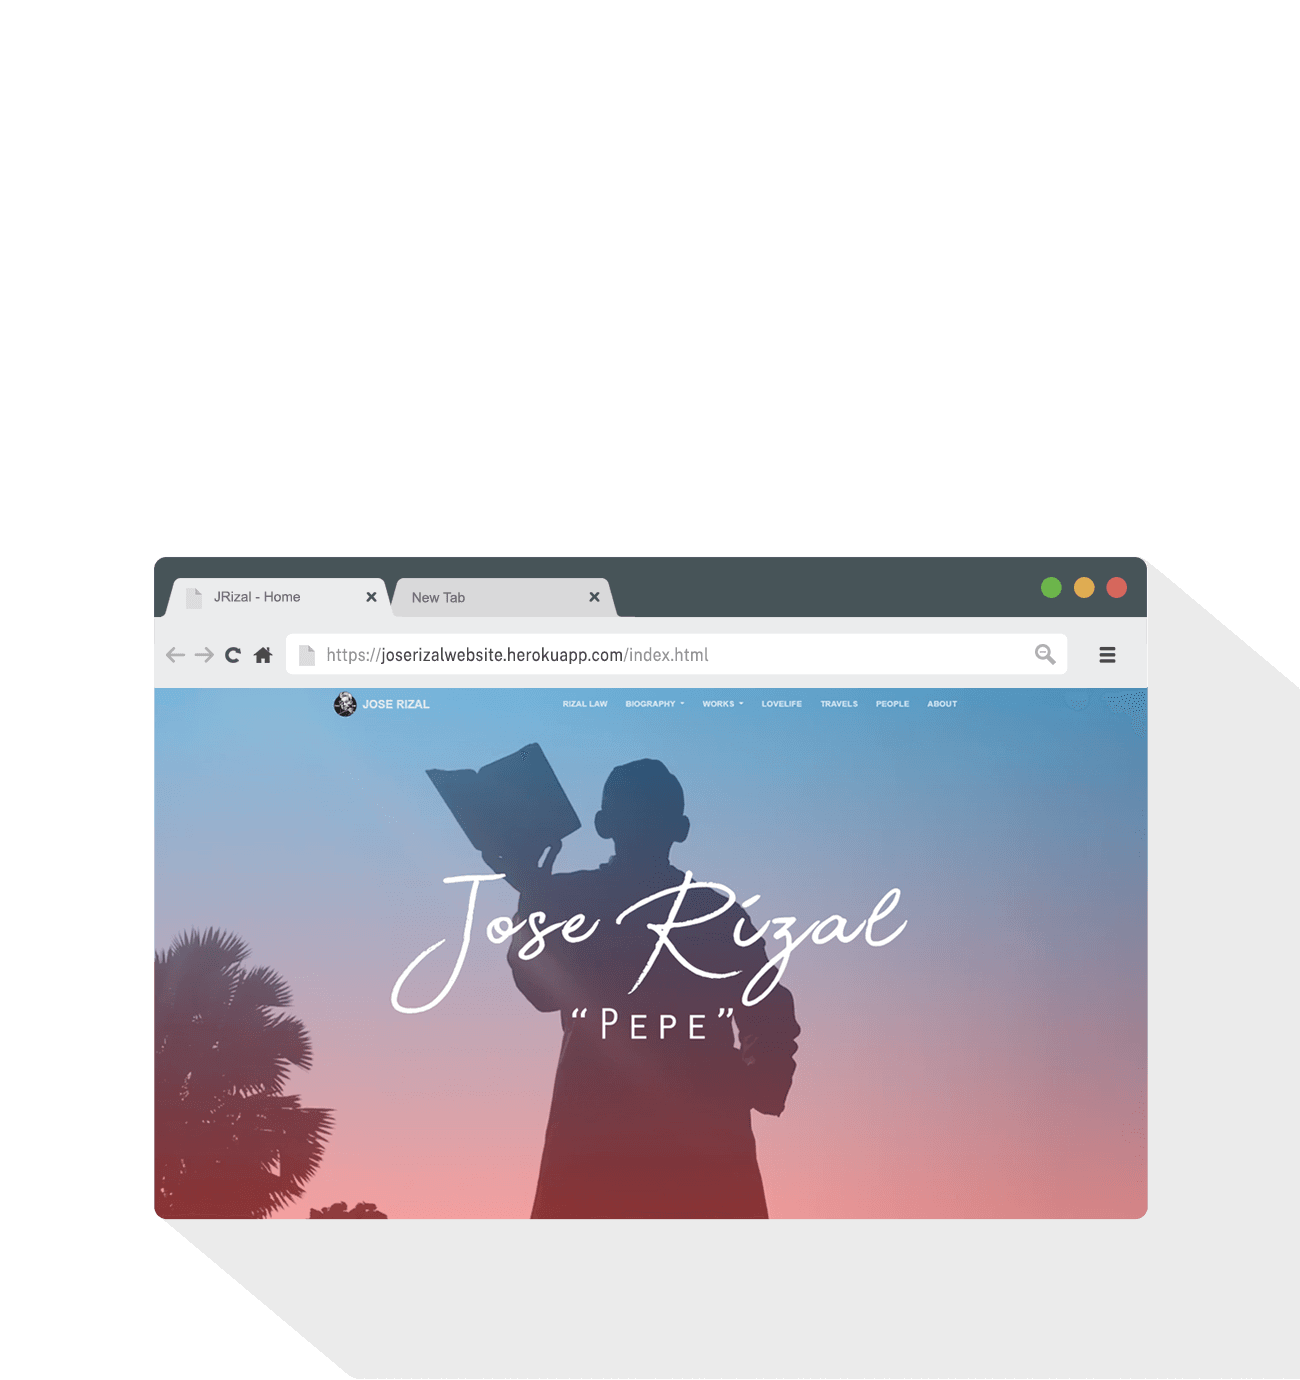 JRizal - Home
New Tab
https://joserizalwebsite.herokuapp.com/index.html
JOSE RIZAL RIZAL LAW BIOGRAPHY WORKS LOVELIFE TRAVELS PEOPLE ABOUT
Jose Rizal
“PEPE”